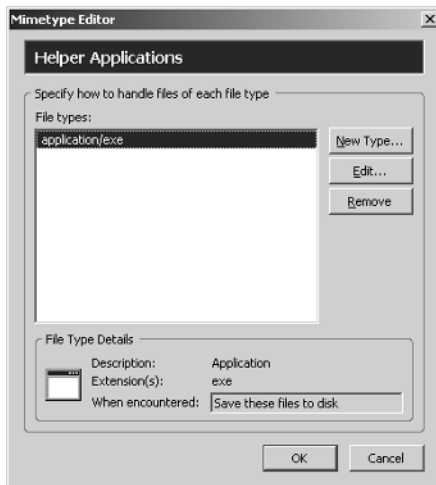 Mimetype Editor
Helper Applications
Specify how to handle files of each file type
File types:
application/exe
New Type...
Edit...
Remove
File Type Details
Description: Application
Extension(s): exe
When encountered: Save these files to disk
OK Cancel